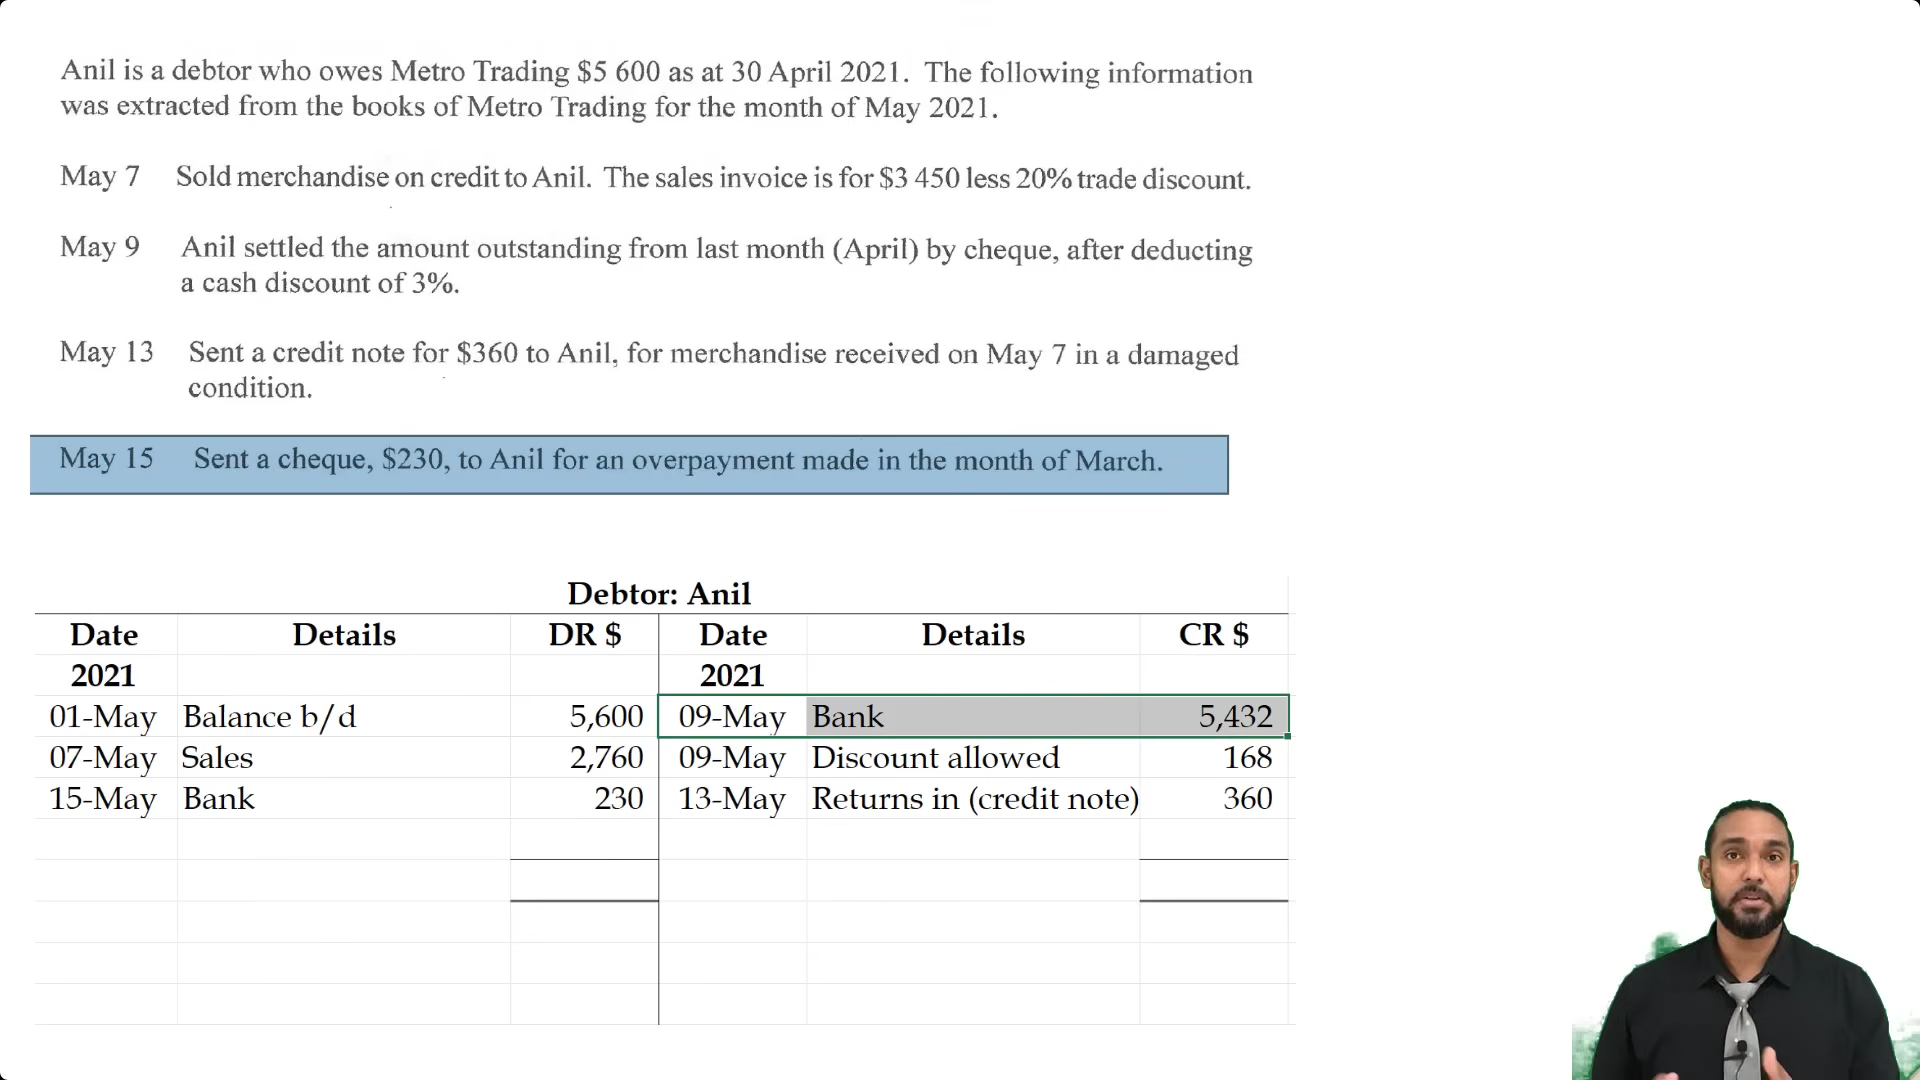 Anil is a debtor who owes Metro Trading $5 600 as at 30 April 2021. The following information
was extracted from the books of Metro Trading for the month of May 2021.
May 7 Sold merchandise on credit to Anil. The sales invoice is for $3 450 less 20% trade discount.
May 9 Anil settled the amount outstanding from last month (April) by cheque, after deducting
a cash discount of 3%.
May 13 Sent a credit note for $360 to Anil, for merchandise received on May 7 in a damaged
condition.
May 15 Sent a cheque, $230, to Anil for an overpayment made in the month of March.
Debtor: Anil
Date Details DR $ Date Details CR $
2021 2021
01-May Balance b/d 5,600 09-May Bank 5,432
07-May Sales 2,760 09-May Discount allowed 168
15-May Bank 230 13-May Returns in (credit note) 360